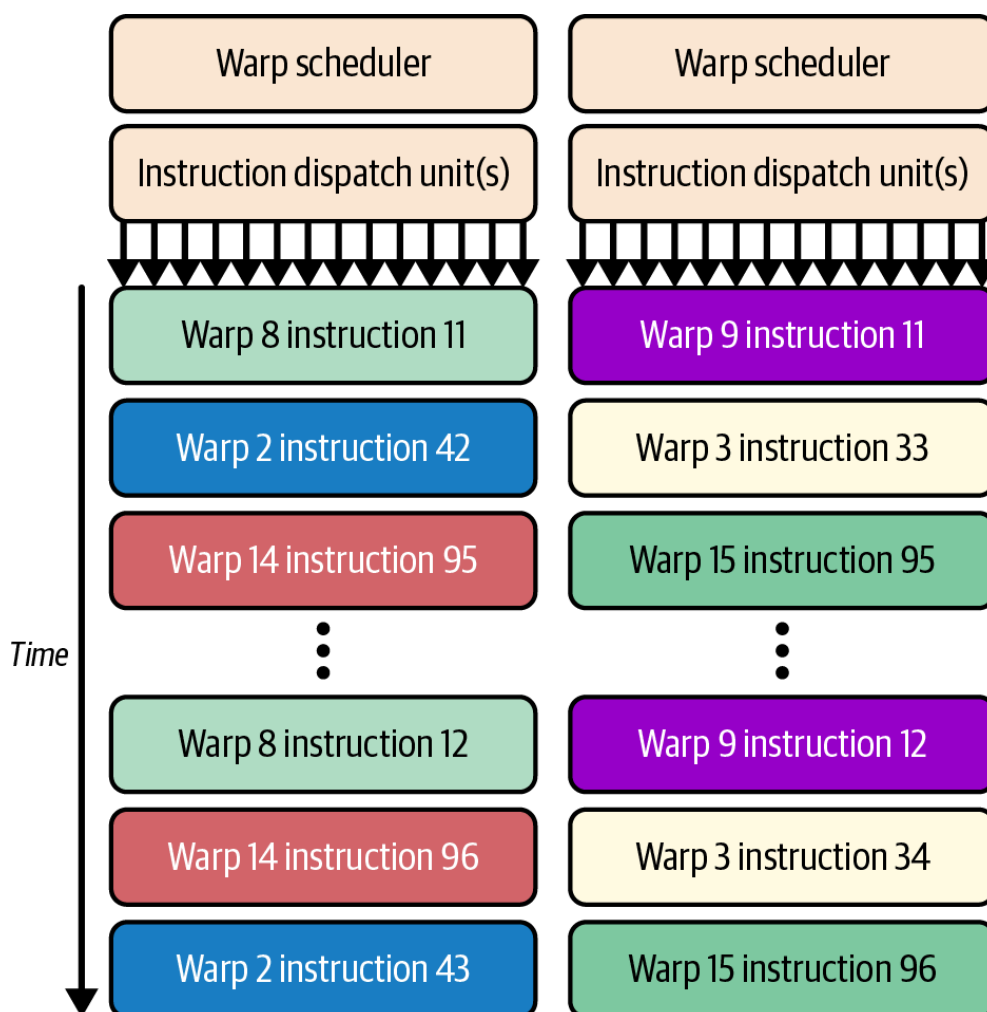 Warp scheduler
Warp scheduler
Instruction dispatch unit(s)
Instruction dispatch unit(s)
Warp 8 instruction 11
Warp 9 instruction 11
Warp 2 instruction 42
Warp 3 instruction 33
Warp 14 instruction 95
Warp 15 instruction 95
Time
Warp 8 instruction 12
Warp 9 instruction 12
Warp 14 instruction 96
Warp 3 instruction 34
Warp 2 instruction 43
Warp 15 instruction 96